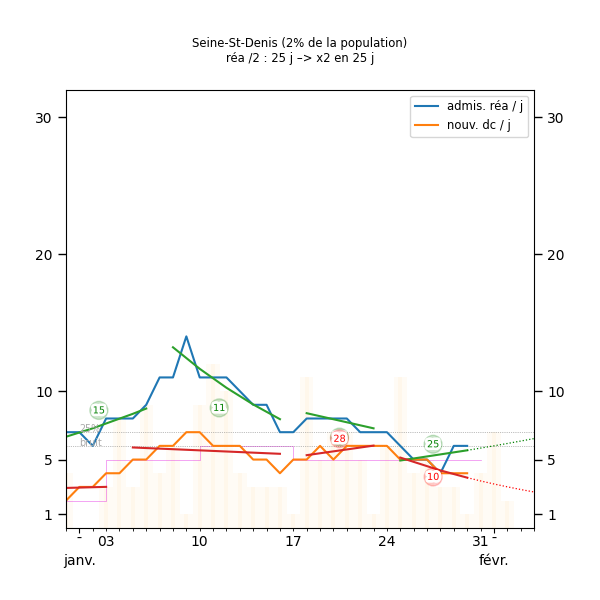 Seine-St-Denis (2% de la population)
réa /2 : 25 j –> x2 en 25 j
admis. réa / j
nouv. dc / j
30 30
20 20
10 10
5 5
1 1
15
11
28
25
10
bruit
- 03 10 17 24 31 -
janv. févr.